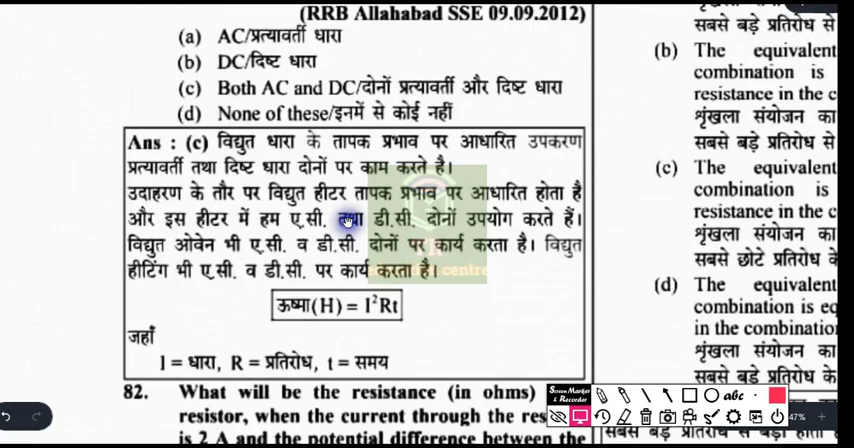 (RRB Allahabad SSE 09.09.2012)
(a) AC/प्रत्यावर्ती धारा
(b) DC/दिष्ट धारा
(c) Both AC and DC/दोनों प्रत्यावर्ती और दिष्ट धारा
(d) None of these/इनमें से कोई नहीं
Ans : (c) विद्युत धारा के तापक प्रभाव पर आधारित उपकरण
प्रत्यावर्ती तथा दिष्ट धारा दोनों पर काम करते है।
उदाहरण के तौर पर विद्युत हीटर तापक प्रभाव पर आधारित होता है
और इस हीटर में हम ए.सी. तथा डी.सी. दोनों उपयोग करते हैं।
विद्युत ओवेन भी ए.सी. व डी.सी. दोनों पर कार्य करता है। विद्युत
हीटिंग भी ए.सी. व डी.सी. पर कार्य करता है।
ऊष्मा(H) = I²Rt
जहाँ
I = धारा, R = प्रतिरोध, t = समय
82. What will be the resistance (in ohms)
resistor, when the current through the res
is 2 A and the potential difference between the
सबसे बड़े प्रतिरोध से
(b) The equivalent
combination is
resistance in the c
शृंखला संयोजन का
सबसे बड़े प्रतिरोध से
(c) The equivalent
combination is
resistance in the c
शृंखला संयोजन का
सबसे छोटे प्रतिरोध के
(d) The equivalent
combination is eq
in the combinatio
शृंखला संयोजन का
सबसे बड़े प्रतिरोध के
Screen Marker
& Recorder
abc
47%